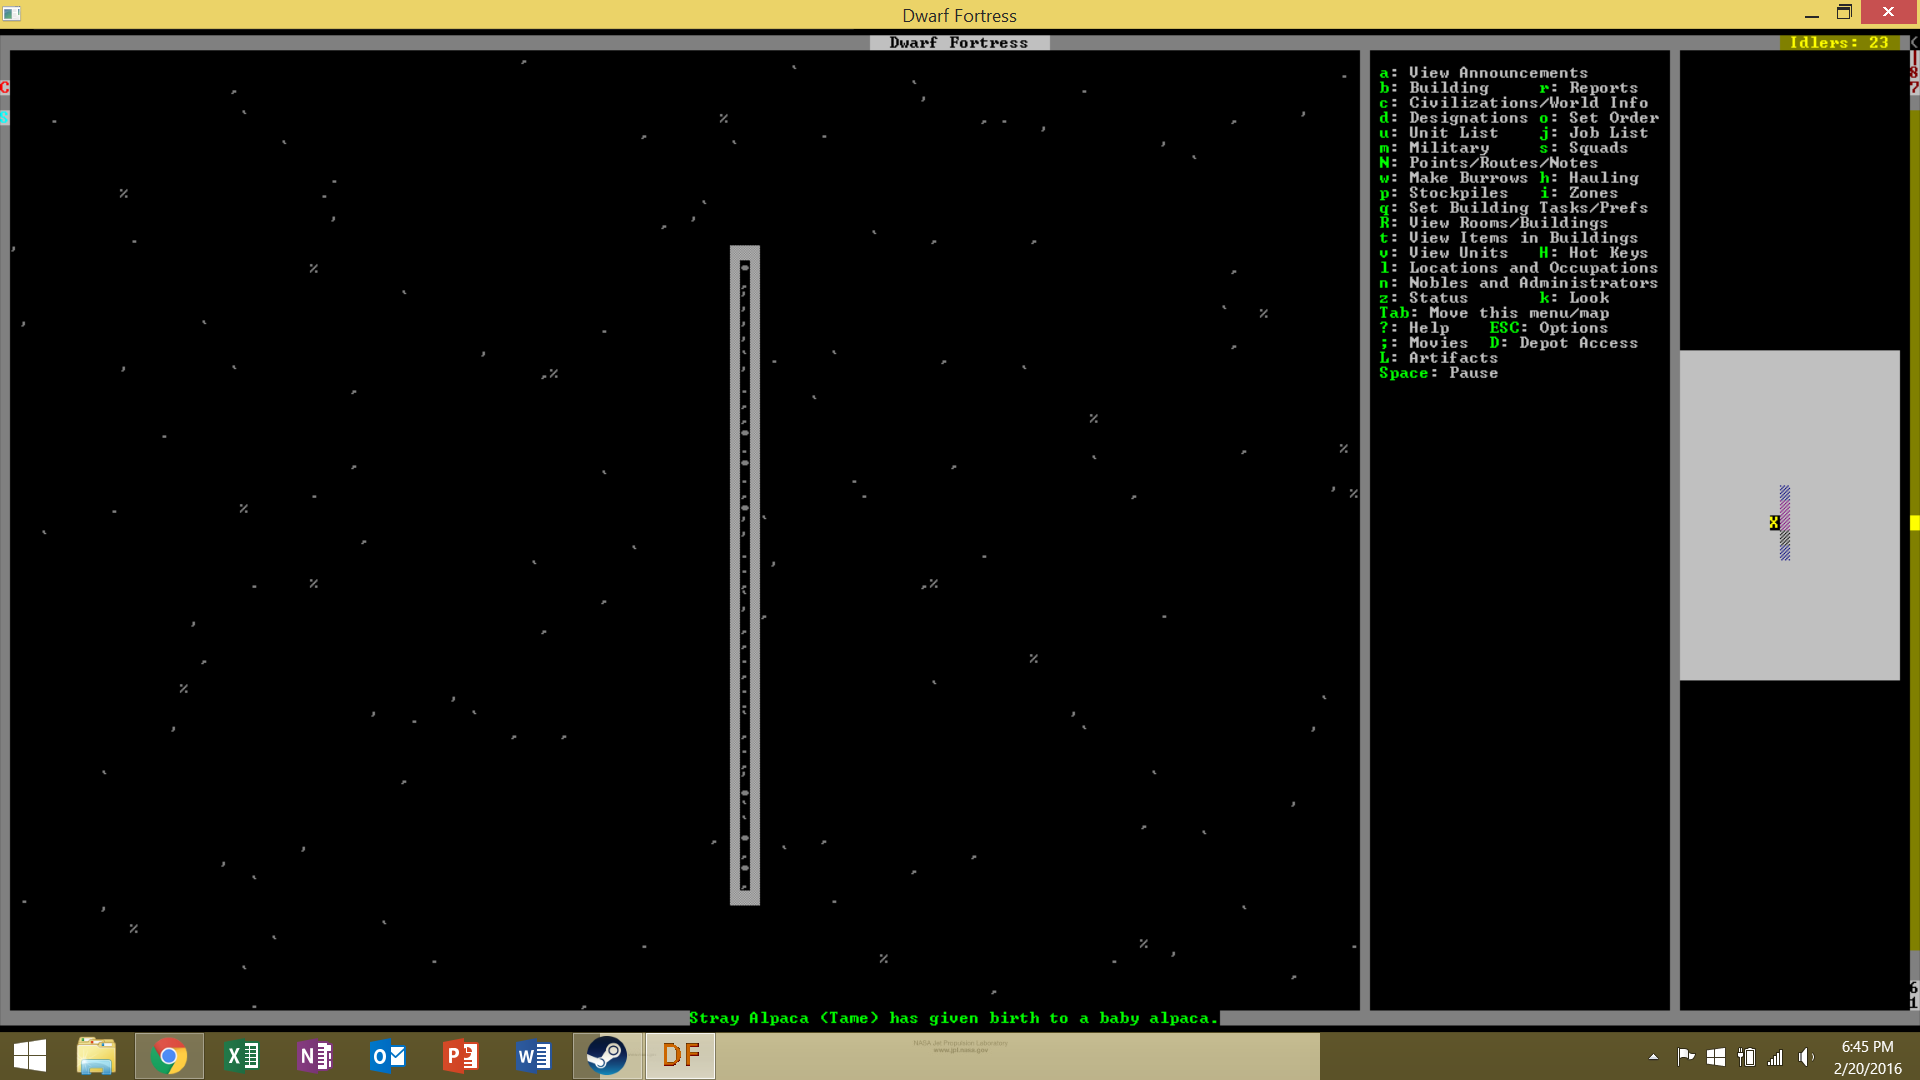 Dwarf Fortress
Dwarf Fortress
Idlers: 23
C
S
a: View Announcements
b: Building r: Reports
c: Civilizations/World Info
d: Designations o: Set Order
u: Unit List j: Job List
m: Military s: Squads
N: Points/Routes/Notes
w: Make Burrows h: Hauling
p: Stockpiles i: Zones
q: Set Building Tasks/Prefs
R: View Rooms/Buildings
t: View Items in Buildings
v: View Units H: Hot Keys
l: Locations and Occupations
n: Nobles and Administrators
z: Status k: Look
Tab: Move this menu/map
?: Help ESC: Options
;: Movies D: Depot Access
L: Artifacts
Space: Pause
X
Stray Alpaca (Tame) has given birth to a baby alpaca.
NASA Jet Propulsion Laboratory
www.jpl.nasa.gov
DF
6:45 PM
2/20/2016